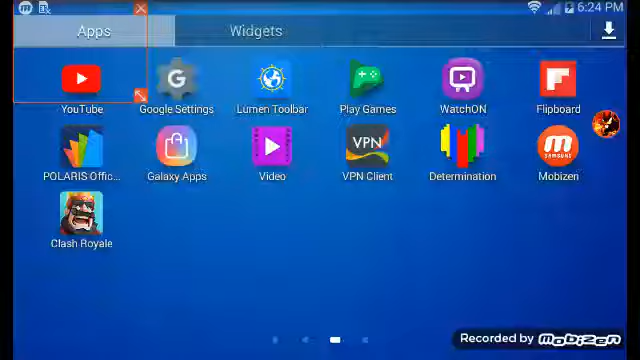 6:24 PM
Apps
Widgets
YouTube
Google Settings
Lumen Toolbar
Play Games
WatchON
Flipboard
POLARIS Offic...
Galaxy Apps
Video
VPN
VPN Client
Determination
SAMSUNG
Mobizen
Clash Royale
Recorded by Mobizen